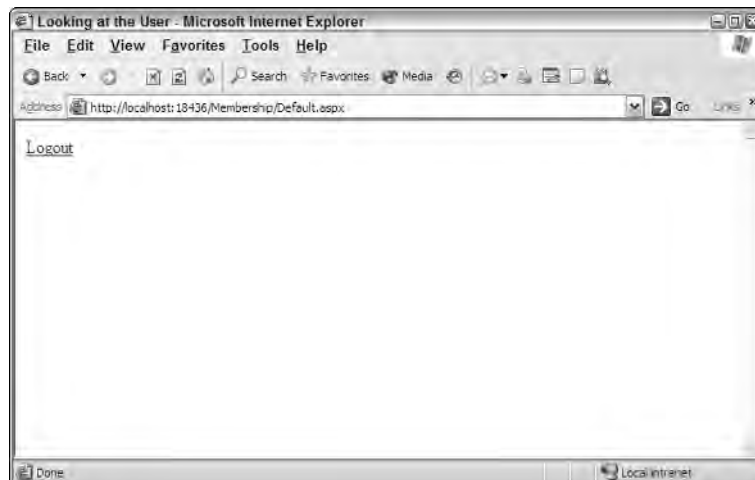 Looking at the User - Microsoft Internet Explorer
File Edit View Favorites Tools Help
Back Search Favorites Media
Address http://localhost:18436/Membership/Default.aspx Go Links »
Logout
Done Local intranet